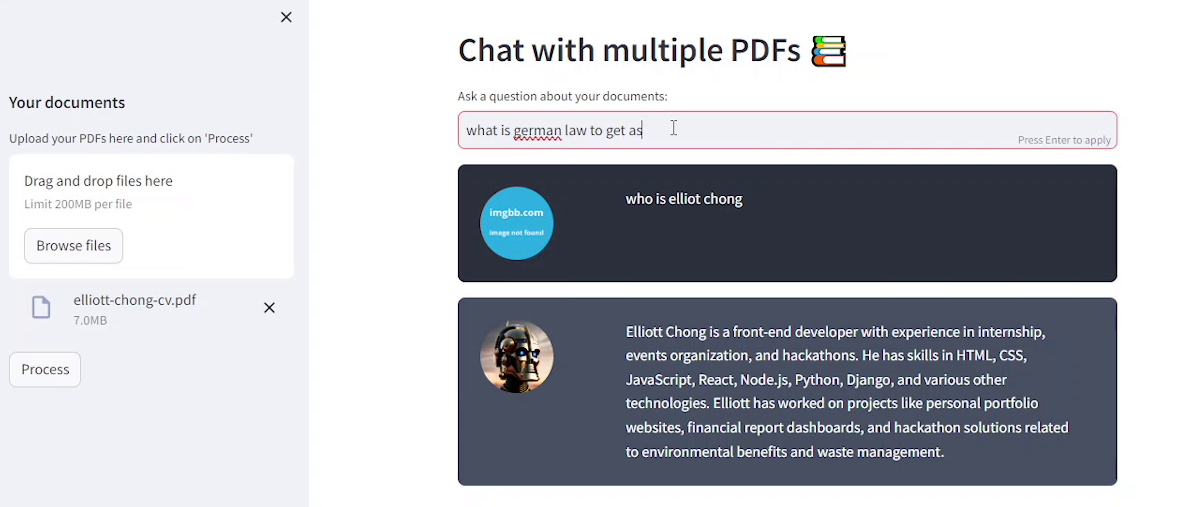 Your documents
Upload your PDFs here and click on 'Process'
Drag and drop files here
Limit 200MB per file
Browse files
elliott-chong-cv.pdf
7.0MB
Process
Chat with multiple PDFs
Ask a question about your documents:
what is german law to get as
Press Enter to apply
imgbb.com
image not found
who is elliot chong
Elliott Chong is a front-end developer with experience in internship,
events organization, and hackathons. He has skills in HTML, CSS,
JavaScript, React, Node.js, Python, Django, and various other
technologies. Elliott has worked on projects like personal portfolio
websites, financial report dashboards, and hackathon solutions related
to environmental benefits and waste management.